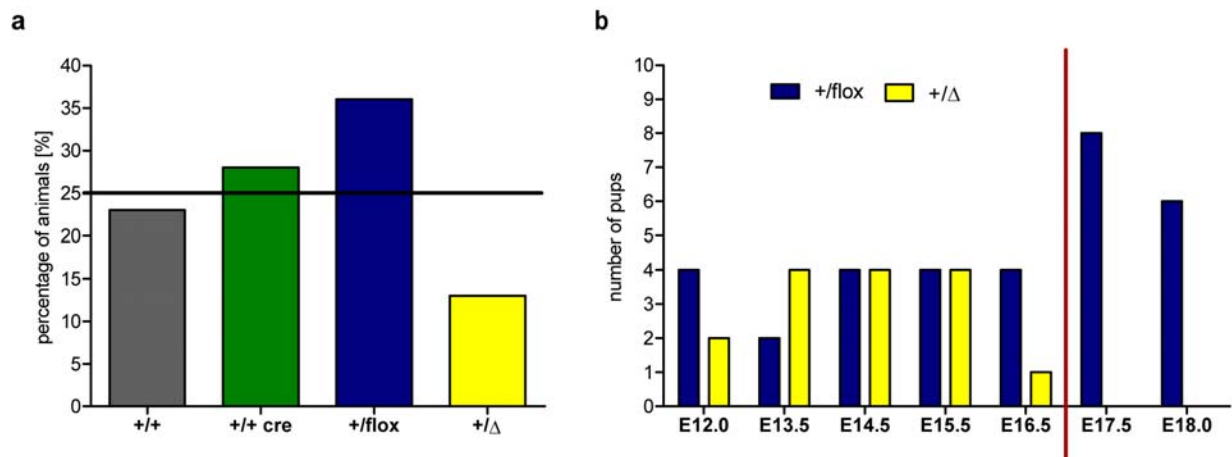 a
percentage of animals [%]
40
35
30
25
20
15
10
5
0
+/+
+/+ cre
+/flox
+/Δ
b
number of pups
10
9
8
7
6
5
4
3
2
1
0
+/flox
+/Δ
E12.0
E13.5
E14.5
E15.5
E16.5
E17.5
E18.0